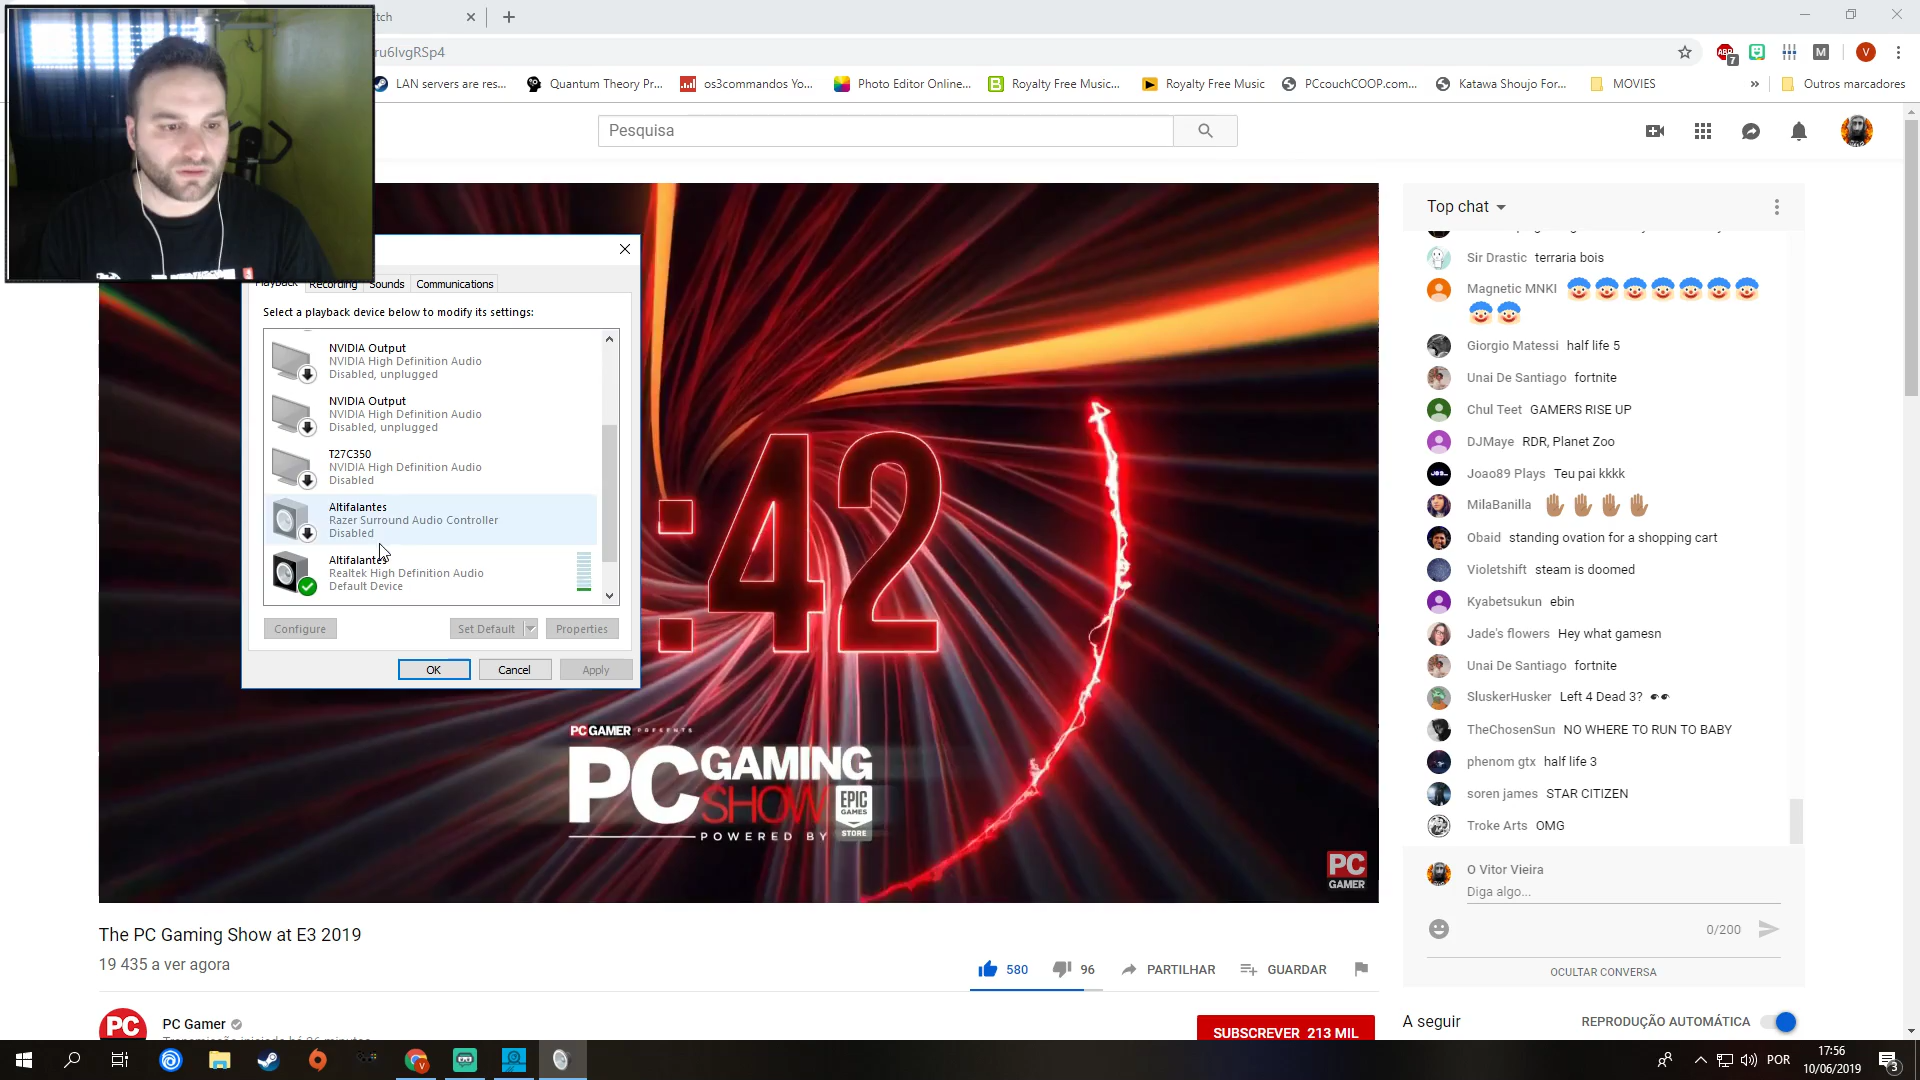 tch
ru6lvgRSp4
LAN servers are res...
Quantum Theory Pr...
os3commandos Yo...
Photo Editor Online...
Royalty Free Music...
Royalty Free Music
PCcouchCOOP.com...
Katawa Shoujo For...
MOVIES
»
Outros marcadores
ABP
7
M
V
Pesquisa
Playback
Recording
Sounds
Communications
Select a playback device below to modify its settings:
NVIDIA Output
NVIDIA High Definition Audio
Disabled, unplugged
NVIDIA Output
NVIDIA High Definition Audio
Disabled, unplugged
T27C350
NVIDIA High Definition Audio
Disabled
Altifalantes
Razer Surround Audio Controller
Disabled
Altifalantes
Realtek High Definition Audio
Default Device
Configure
Set Default
Properties
OK
Cancel
Apply
:42
PC GAMER PRESENTS
PC GAMING
SHOW
EPIC
GAMES
STORE
POWERED BY
PC
GAMER
Top chat
Sir Drastic terraria bois
Magnetic MNKI 🤡🤡🤡🤡🤡🤡🤡
🤡🤡
Giorgio Matessi half life 5
Unai De Santiago fortnite
Chul Teet GAMERS RISE UP
DJMaye RDR, Planet Zoo
Joao89 Plays Teu pai kkkk
MilaBanilla ✋🏽✋🏽✋🏽✋🏽
Obaid standing ovation for a shopping cart
Violetshift steam is doomed
Kyabetsukun ebin
Jade's flowers Hey what gamesn
Unai De Santiago fortnite
SluskerHusker Left 4 Dead 3? 👀
TheChosenSun NO WHERE TO RUN TO BABY
phenom gtx half life 3
soren james STAR CITIZEN
Troke Arts OMG
O Vitor Vieira
Diga algo...
0/200
OCULTAR CONVERSA
The PC Gaming Show at E3 2019
19 435 a ver agora
580
96
PARTILHAR
GUARDAR
PC
PC Gamer
SUBSCREVER 213 MIL
A seguir
REPRODUÇÃO AUTOMÁTICA
POR
17:56
10/06/2019
3